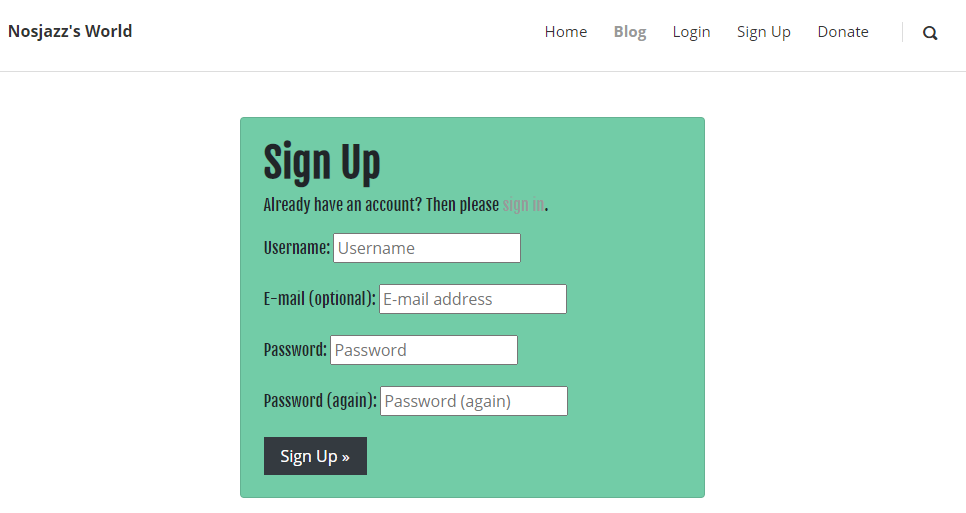 Nosjazz's World
Home Blog Login Sign Up Donate
Sign Up
Already have an account? Then please sign in.
Username: Username
E-mail (optional): E-mail address
Password: Password
Password (again): Password (again)
Sign Up »